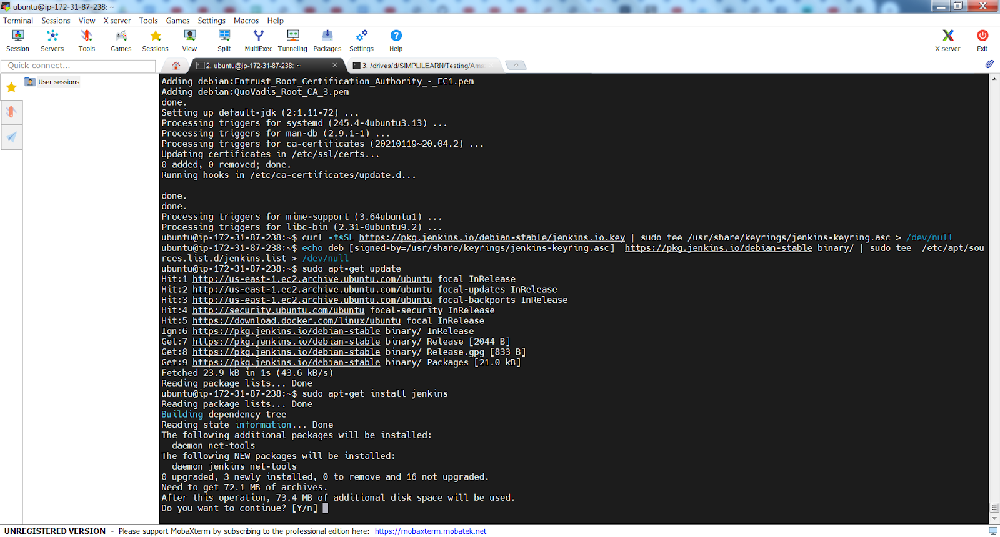 ubuntu@ip-172-31-87-238: ~
Terminal Sessions View X server Tools Games Settings Macros Help
Session Servers Tools Games Sessions View Split MultiExec Tunneling Packages Settings Help X server Exit
Quick connect...
2. ubuntu@ip-172-31-87-238: ~
3. /drives/d/SIMPLILEARN/Testing/Ama
User sessions
Adding debian:Entrust_Root_Certification_Authority_-_EC1.pem
Adding debian:QuoVadis_Root_CA_3.pem
done.
Setting up default-jdk (2:1.11-72) ...
Processing triggers for systemd (245.4-4ubuntu3.13) ...
Processing triggers for man-db (2.9.1-1) ...
Processing triggers for ca-certificates (20210119~20.04.2) ...
Updating certificates in /etc/ssl/certs...
0 added, 0 removed; done.
Running hooks in /etc/ca-certificates/update.d...
done.
done.
Processing triggers for mime-support (3.64ubuntu1) ...
Processing triggers for libc-bin (2.31-0ubuntu9.2) ...
ubuntu@ip-172-31-87-238:~$ curl -fsSL https://pkg.jenkins.io/debian-stable/jenkins.io.key | sudo tee /usr/share/keyrings/jenkins-keyring.asc > /dev/null
ubuntu@ip-172-31-87-238:~$ echo deb [signed-by=/usr/share/keyrings/jenkins-keyring.asc]  https://pkg.jenkins.io/debian-stable binary/ | sudo tee  /etc/apt/sou
rces.list.d/jenkins.list > /dev/null
ubuntu@ip-172-31-87-238:~$ sudo apt-get update
Hit:1 http://us-east-1.ec2.archive.ubuntu.com/ubuntu focal InRelease
Hit:2 http://us-east-1.ec2.archive.ubuntu.com/ubuntu focal-updates InRelease
Hit:3 http://us-east-1.ec2.archive.ubuntu.com/ubuntu focal-backports InRelease
Hit:4 http://security.ubuntu.com/ubuntu focal-security InRelease
Hit:5 https://download.docker.com/linux/ubuntu focal InRelease
Ign:6 https://pkg.jenkins.io/debian-stable binary/ InRelease
Get:7 https://pkg.jenkins.io/debian-stable binary/ Release [2044 B]
Get:8 https://pkg.jenkins.io/debian-stable binary/ Release.gpg [833 B]
Get:9 https://pkg.jenkins.io/debian-stable binary/ Packages [21.0 kB]
Fetched 23.9 kB in 1s (43.6 kB/s)
Reading package lists... Done
ubuntu@ip-172-31-87-238:~$ sudo apt-get install jenkins
Reading package lists... Done
Building dependency tree
Reading state information... Done
The following additional packages will be installed:
daemon net-tools
The following NEW packages will be installed:
daemon jenkins net-tools
0 upgraded, 3 newly installed, 0 to remove and 16 not upgraded.
Need to get 72.1 MB of archives.
After this operation, 73.4 MB of additional disk space will be used.
Do you want to continue? [Y/n]
UNREGISTERED VERSION - Please support MobaXterm by subscribing to the professional edition here: https://mobaxterm.mobatek.net